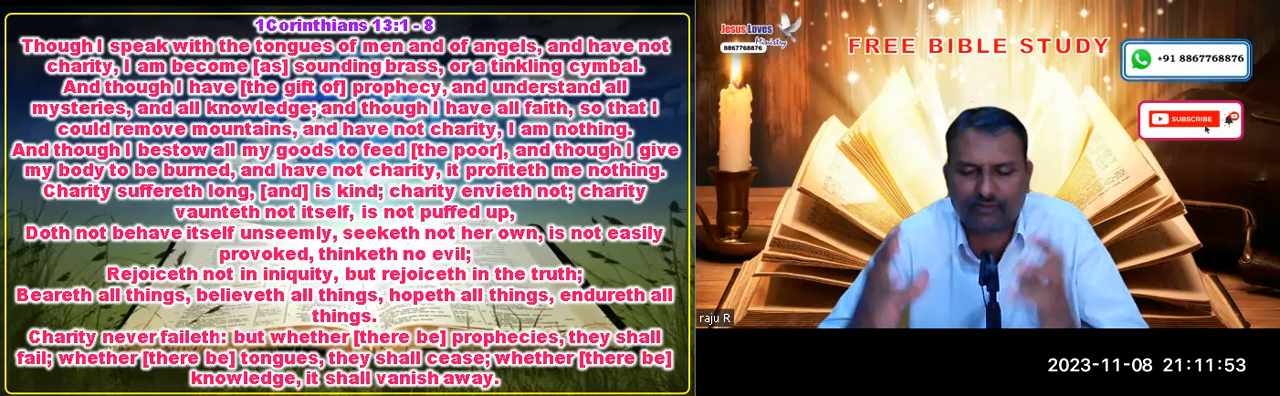 1Corinthians 13:1 - 8
Though I speak with the tongues of men and of angels, and have not
charity, I am become [as] sounding brass, or a tinkling cymbal.
And though I have [the gift of] prophecy, and understand all
mysteries, and all knowledge; and though I have all faith, so that I
could remove mountains, and have not charity, I am nothing.
And though I bestow all my goods to feed [the poor], and though I give
my body to be burned, and have not charity, it profiteth me nothing.
Charity suffereth long, [and] is kind; charity envieth not; charity
vaunteth not itself, is not puffed up,
Doth not behave itself unseemly, seeketh not her own, is not easily
provoked, thinketh no evil;
Rejoiceth not in iniquity, but rejoiceth in the truth;
Beareth all things, believeth all things, hopeth all things, endureth all
things.
Charity never faileth: but whether [there be] prophecies, they shall
fail; whether [there be] tongues, they shall cease; whether [there be]
knowledge, it shall vanish away.
Jesus Loves
Ministry
8867768876
FREE BIBLE STUDY
+91 8867768876
SUBSCRIBE
raju R
2023-11-08 21:11:53